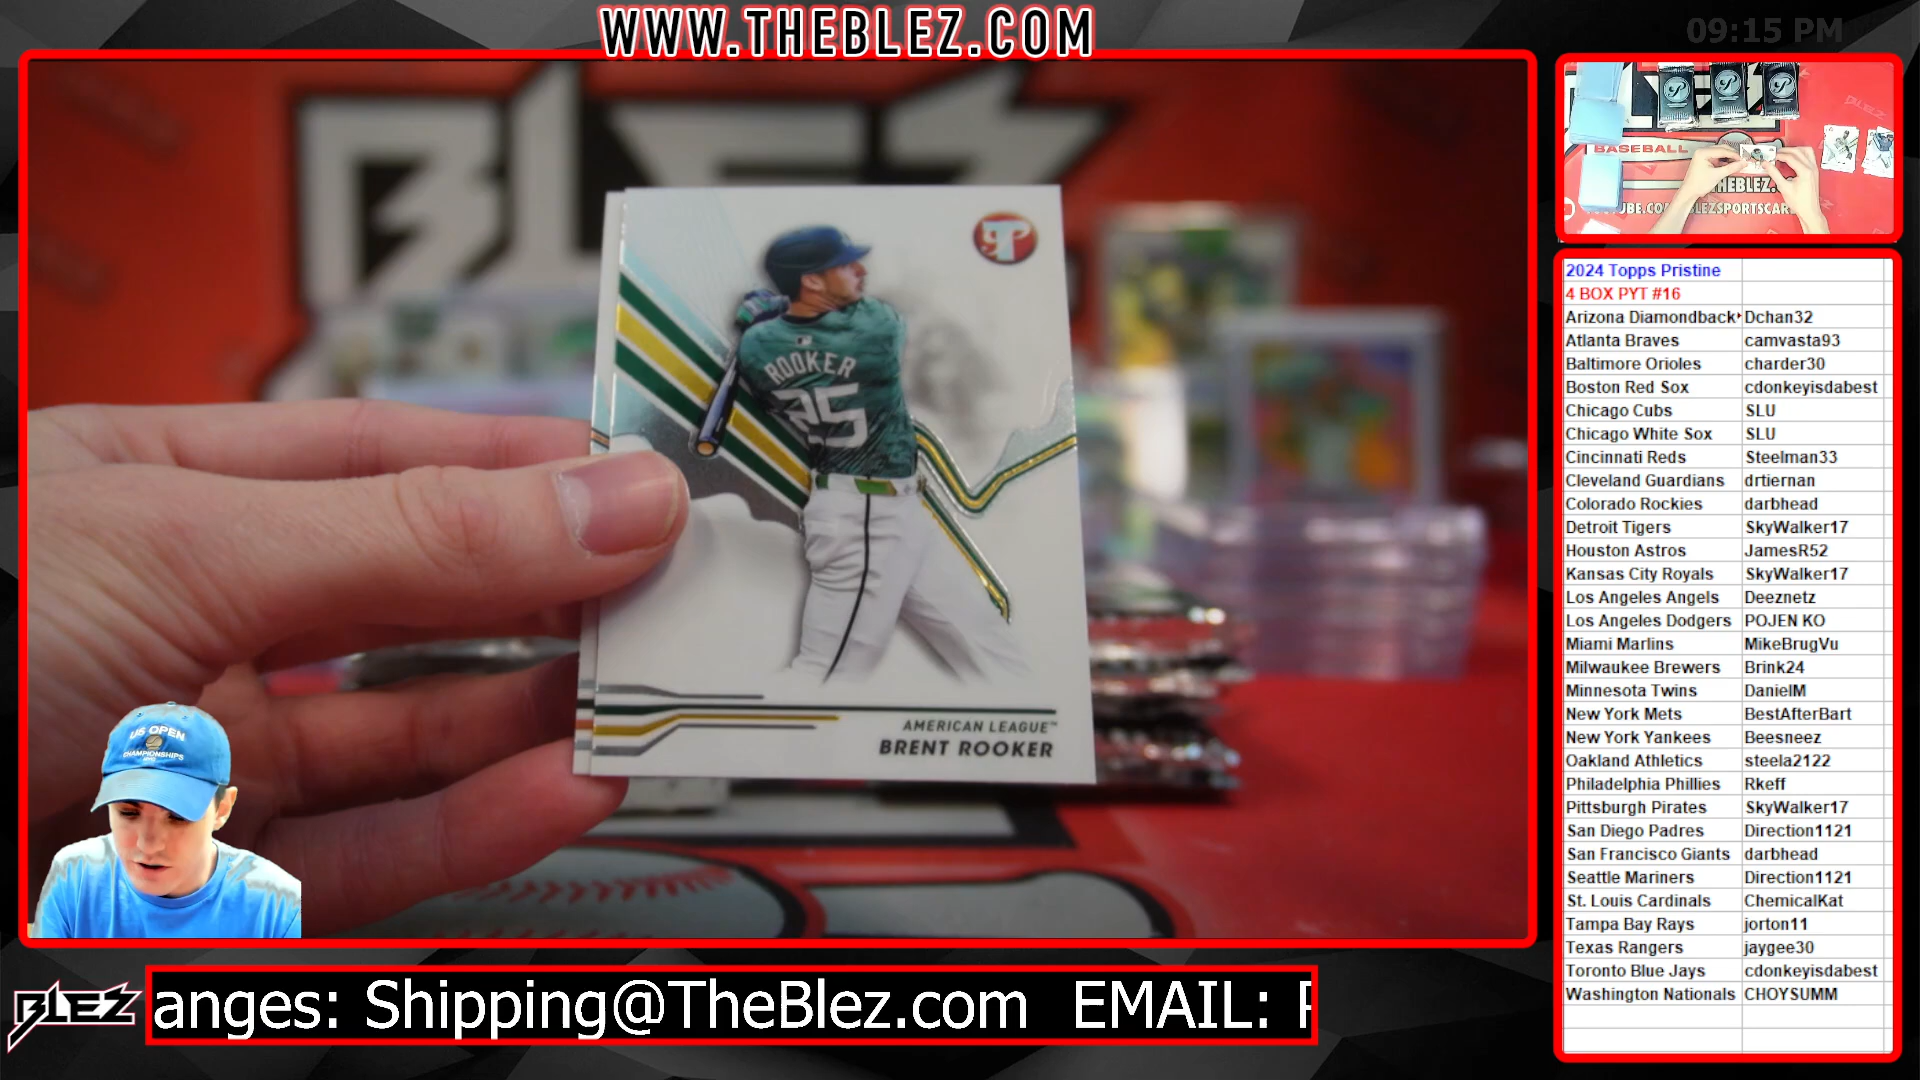 WWW.THEBLEZ.COM
09:15 PM
BLEZ
T
ROOKER
25
AMERICAN LEAGUE™
BRENT ROOKER
US OPEN
CHAMPIONSHIPS
BASEBALL
THEBLEZ.
2024 Topps Pristine
4 BOX PYT #16
Arizona Diamondback Dchan32
Atlanta Braves camvasta93
Baltimore Orioles charder30
Boston Red Sox cdonkeyisdabest
Chicago Cubs SLU
Chicago White Sox SLU
Cincinnati Reds Steelman33
Cleveland Guardians drtiernan
Colorado Rockies darbhead
Detroit Tigers SkyWalker17
Houston Astros JamesR52
Kansas City Royals SkyWalker17
Los Angeles Angels Deeznetz
Los Angeles Dodgers POJEN KO
Miami Marlins MikeBrugVu
Milwaukee Brewers Brink24
Minnesota Twins DanielM
New York Mets BestAfterBart
New York Yankees Beesneez
Oakland Athletics steela2122
Philadelphia Phillies Rkeff
Pittsburgh Pirates SkyWalker17
San Diego Padres Direction1121
San Francisco Giants darbhead
Seattle Mariners Direction1121
St. Louis Cardinals ChemicalKat
Tampa Bay Rays jorton11
Texas Rangers jaygee30
Toronto Blue Jays cdonkeyisdabest
Washington Nationals CHOYSUMM
BLEZ
anges: Shipping@TheBlez.com EMAIL: